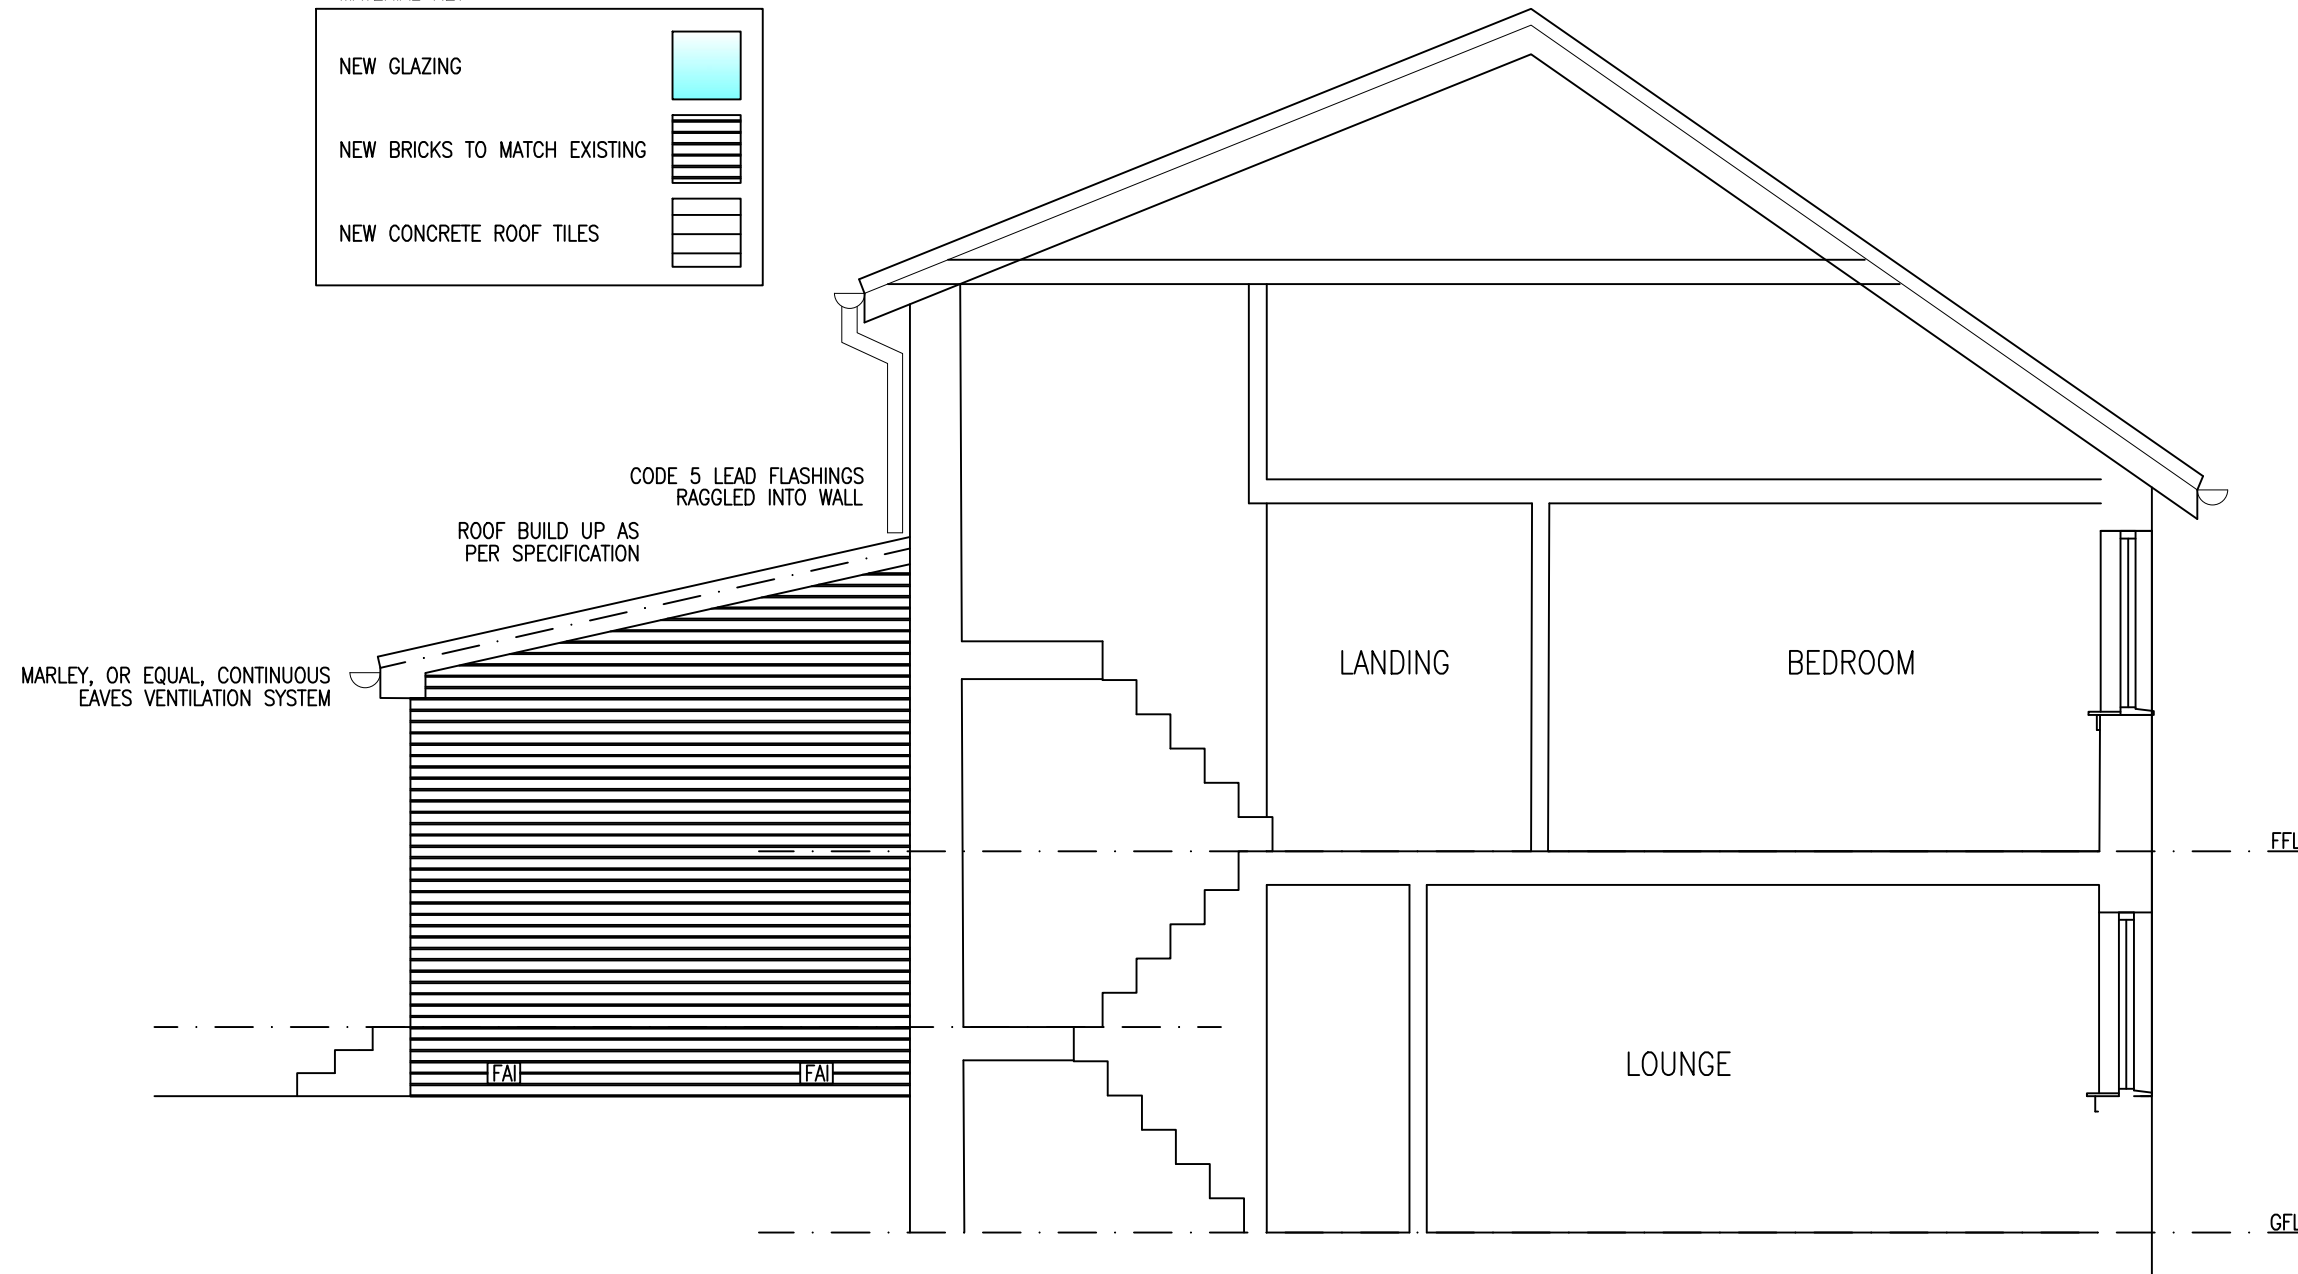 NEW GLAZING
NEW BRICKS TO MATCH EXISTING
NEW CONCRETE ROOF TILES
CODE 5 LEAD FLASHINGS
RAGGLED INTO WALL
ROOF BUILD UP AS
PER SPECIFICATION
MARLEY, OR EQUAL, CONTINUOUS
EAVES VENTILATION SYSTEM
LANDING
BEDROOM
FFL
LOUNGE
FAI
FAI
GFL